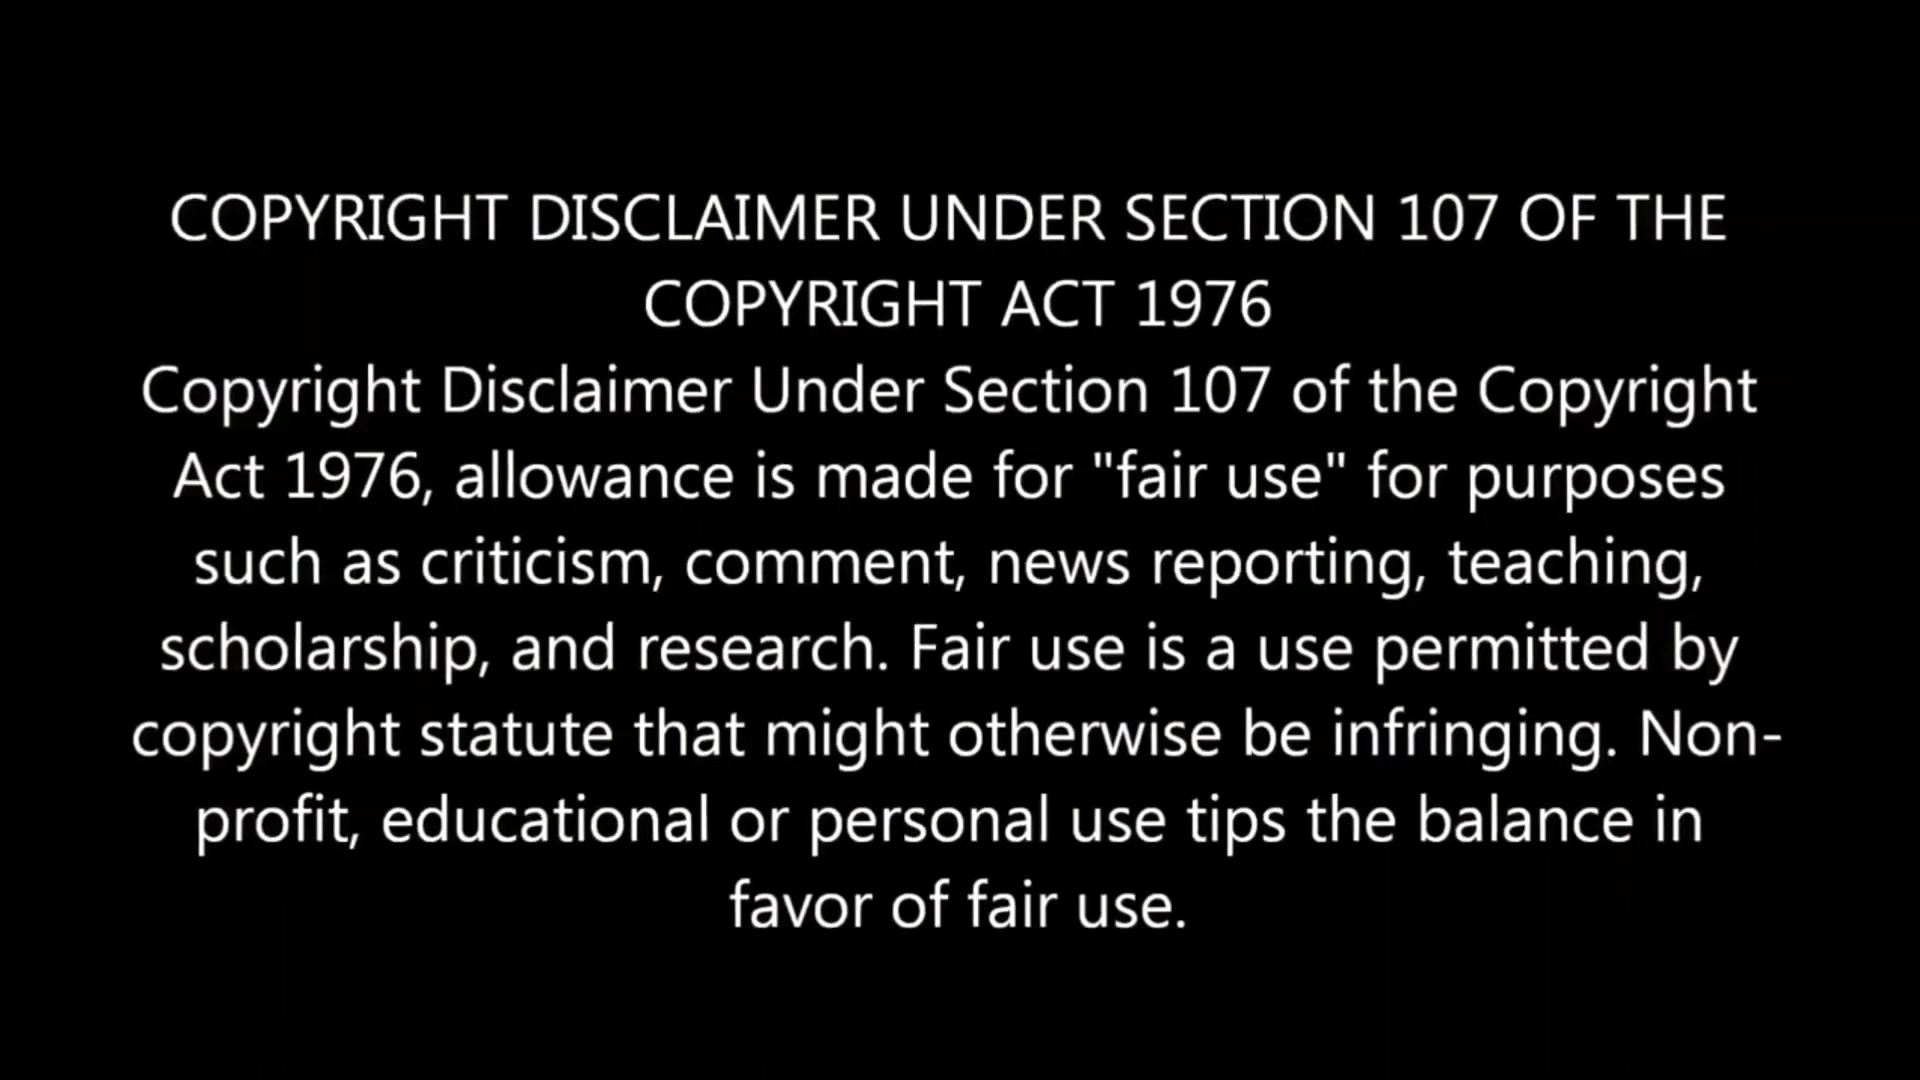 COPYRIGHT DISCLAIMER UNDER SECTION 107 OF THE
COPYRIGHT ACT 1976
Copyright Disclaimer Under Section 107 of the Copyright
Act 1976, allowance is made for "fair use" for purposes
such as criticism, comment, news reporting, teaching,
scholarship, and research. Fair use is a use permitted by
copyright statute that might otherwise be infringing. Non-
profit, educational or personal use tips the balance in
favor of fair use.